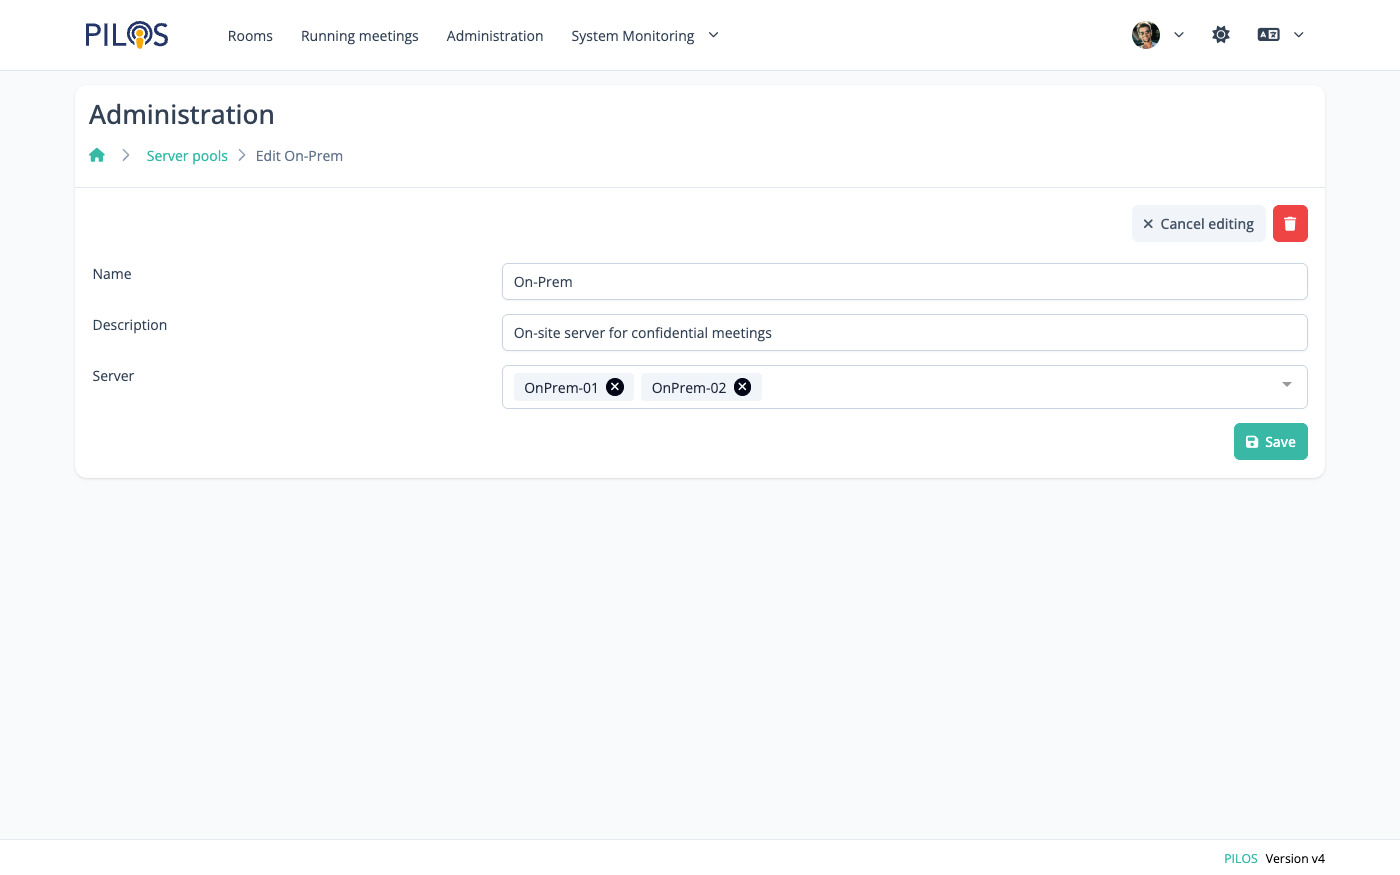 PILOS Rooms Running meetings Administration System Monitoring
Administration
Server pools Edit On-Prem
Cancel editing
Name On-Prem
Description On-site server for confidential meetings
Server OnPrem-01 OnPrem-02
Save
PILOS Version v4